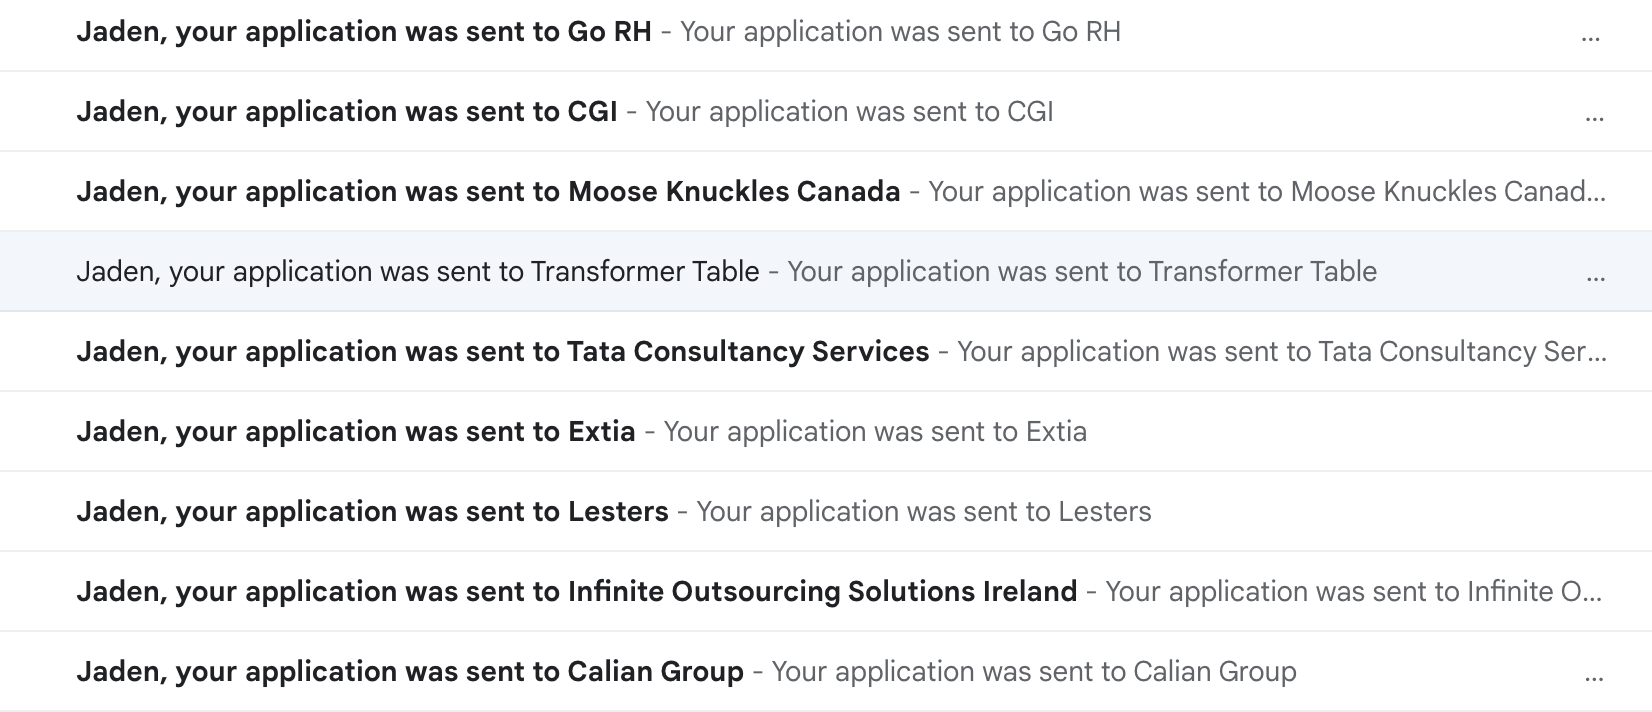 Jaden, your application was sent to Go RH - Your application was sent to Go RH ...
Jaden, your application was sent to CGI - Your application was sent to CGI ...
Jaden, your application was sent to Moose Knuckles Canada - Your application was sent to Moose Knuckles Canad...
Jaden, your application was sent to Transformer Table - Your application was sent to Transformer Table ...
Jaden, your application was sent to Tata Consultancy Services - Your application was sent to Tata Consultancy Ser...
Jaden, your application was sent to Extia - Your application was sent to Extia
Jaden, your application was sent to Lesters - Your application was sent to Lesters
Jaden, your application was sent to Infinite Outsourcing Solutions Ireland - Your application was sent to Infinite O...
Jaden, your application was sent to Calian Group - Your application was sent to Calian Group ...